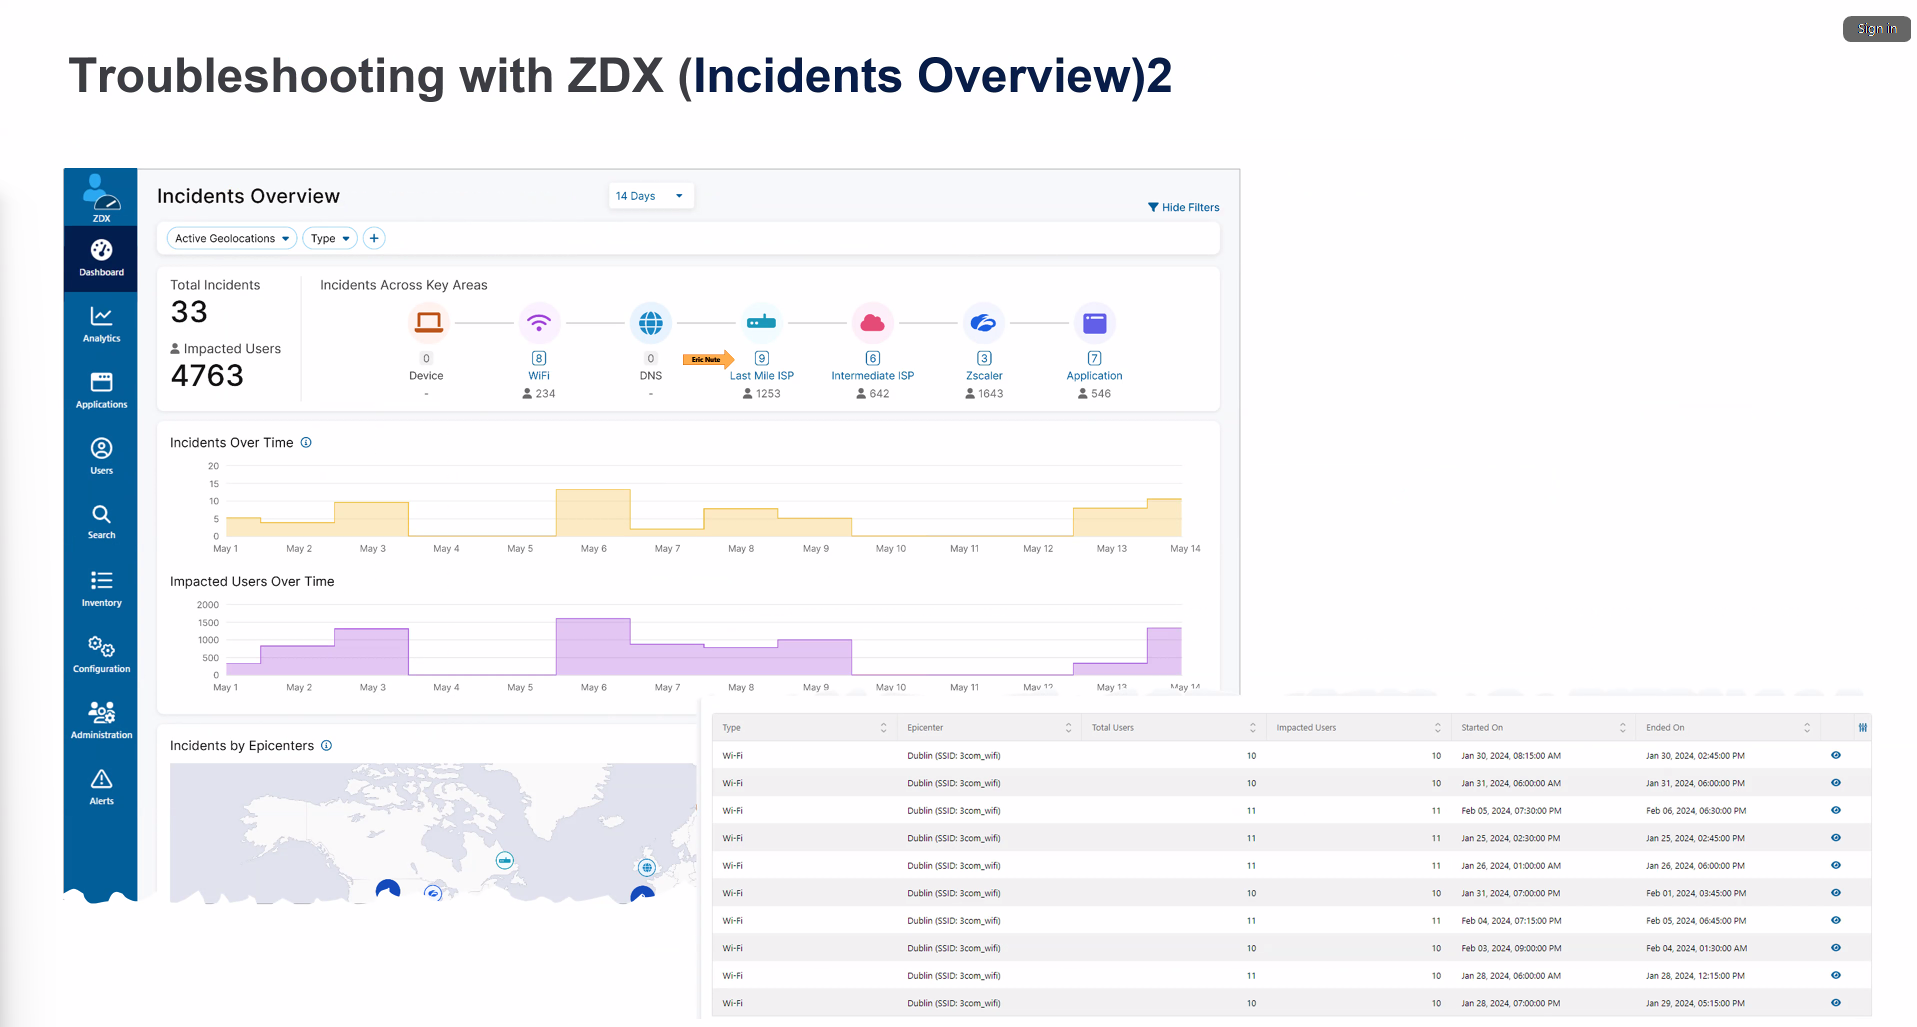 Sign in
Troubleshooting with ZDX (Incidents Overview)2
ZDX
Dashboard
Analytics
Applications
Users
Search
Inventory
Configuration
Administration
Alerts
Incidents Overview
14 Days
Hide Filters
Active Geolocations
Type
+
Total Incidents
33
Impacted Users
4763
Incidents Across Key Areas
0
Device
-
8
WiFi
234
0
DNS
-
Eric Note
9
Last Mile ISP
1253
6
Intermediate ISP
642
3
Zscaler
1643
7
Application
546
Incidents Over Time
20
15
10
5
0
May 1 May 2 May 3 May 4 May 5 May 6 May 7 May 8 May 9 May 10 May 11 May 12 May 13 May 14
Impacted Users Over Time
2000
1500
1000
500
0
May 1 May 2 May 3 May 4 May 5 May 6 May 7 May 8 May 9 May 10 May 11 May 12 May 13 May 14
Incidents by Epicenters
Type Epicenter Total Users Impacted Users Started On Ended On
Wi-Fi Dublin (SSID: 3com_wifi) 10 10 Jan 30, 2024, 08:15:00 AM Jan 30, 2024, 02:45:00 PM
Wi-Fi Dublin (SSID: 3com_wifi) 10 10 Jan 31, 2024, 06:00:00 AM Jan 31, 2024, 06:00:00 PM
Wi-Fi Dublin (SSID: 3com_wifi) 11 11 Feb 05, 2024, 07:30:00 PM Feb 06, 2024, 06:30:00 PM
Wi-Fi Dublin (SSID: 3com_wifi) 11 11 Jan 25, 2024, 02:30:00 PM Jan 25, 2024, 02:45:00 PM
Wi-Fi Dublin (SSID: 3com_wifi) 11 11 Jan 26, 2024, 01:00:00 AM Jan 26, 2024, 06:00:00 PM
Wi-Fi Dublin (SSID: 3com_wifi) 10 10 Jan 31, 2024, 07:00:00 PM Feb 01, 2024, 03:45:00 PM
Wi-Fi Dublin (SSID: 3com_wifi) 11 11 Feb 04, 2024, 07:15:00 PM Feb 05, 2024, 06:45:00 PM
Wi-Fi Dublin (SSID: 3com_wifi) 10 10 Feb 03, 2024, 09:00:00 PM Feb 04, 2024, 01:30:00 AM
Wi-Fi Dublin (SSID: 3com_wifi) 11 10 Jan 28, 2024, 06:00:00 AM Jan 28, 2024, 12:15:00 PM
Wi-Fi Dublin (SSID: 3com_wifi) 10 10 Jan 28, 2024, 07:00:00 PM Jan 29, 2024, 05:15:00 PM